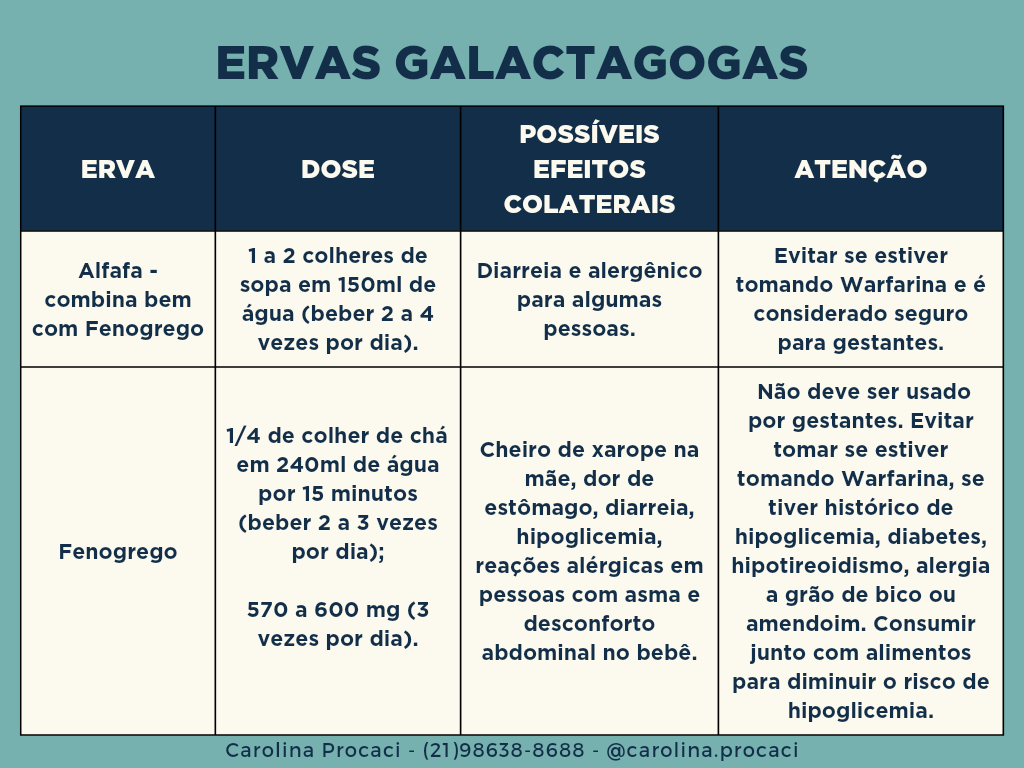 ERVAS GALACTAGOGAS
ERVA
DOSE
POSSÍVEIS
EFEITOS
COLATERAIS
ATENÇÃO
Alfafa -
combina bem
com Fenogrego
1 a 2 colheres de
sopa em 150ml de
água (beber 2 a 4
vezes por dia).
Diarreia e alergênico
para algumas
pessoas.
Evitar se estiver
tomando Warfarina e é
considerado seguro
para gestantes.
Fenogrego
1/4 de colher de chá
em 240ml de água
por 15 minutos
(beber 2 a 3 vezes
por dia);
570 a 600 mg (3
vezes por dia).
Cheiro de xarope na
mãe, dor de
estômago, diarreia,
hipoglicemia,
reações alérgicas em
pessoas com asma e
desconforto
abdominal no bebê.
Não deve ser usado
por gestantes. Evitar
tomar se estiver
tomando Warfarina, se
tiver histórico de
hipoglicemia, diabetes,
hipotireoidismo, alergia
a grão de bico ou
amendoim. Consumir
junto com alimentos
para diminuir o risco de
hipoglicemia.
Carolina Procaci - (21)98638-8688 - @carolina.procaci